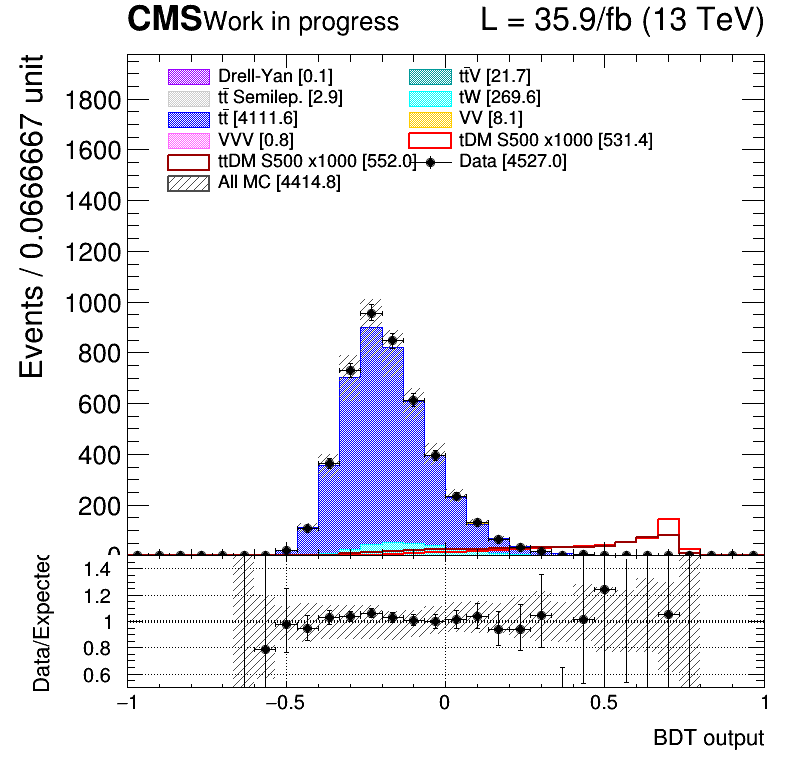 CMS Work in progress L = 35.9/fb (13 TeV)
Drell-Yan [0.1] tt̄V [21.7]
tt̄ Semilep. [2.9] tW [269.6]
tt̄ [4111.6] VV [8.1]
VVV [0.8] tDM S500 x1000 [531.4]
ttDM S500 x1000 [552.0] Data [4527.0]
All MC [4414.8]
Events / 0.0666667 unit
1800
1600
1400
1200
1000
800
600
400
200
0
Data/Expected
1.4
1.2
1
0.8
0.6
−1 −0.5 0 0.5 1
BDT output